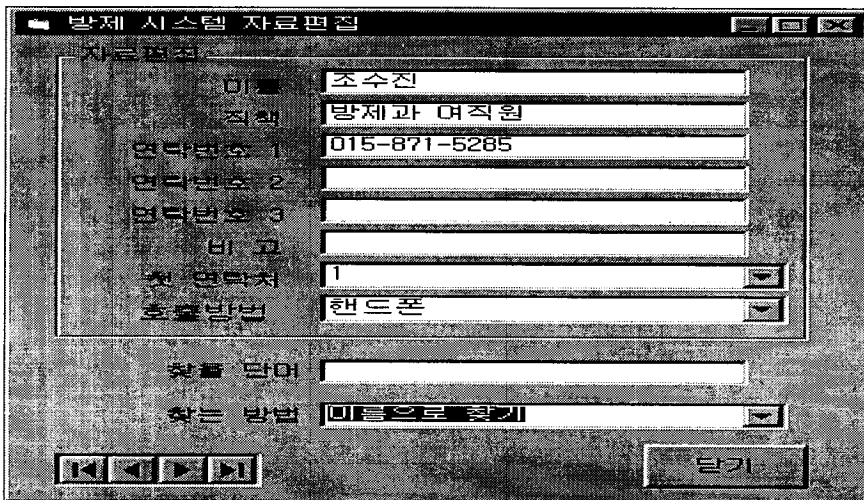 방제 시스템 자료편집
자료편집
이름 조수진
직책 방제과 여직원
연락번호 1 015-871-5285
연락번호 2
연락번호 3
비 고
첫 연락처 1
호출방법 핸드폰
찾을 단어
찾는 방법 이름으로 찾기
닫기